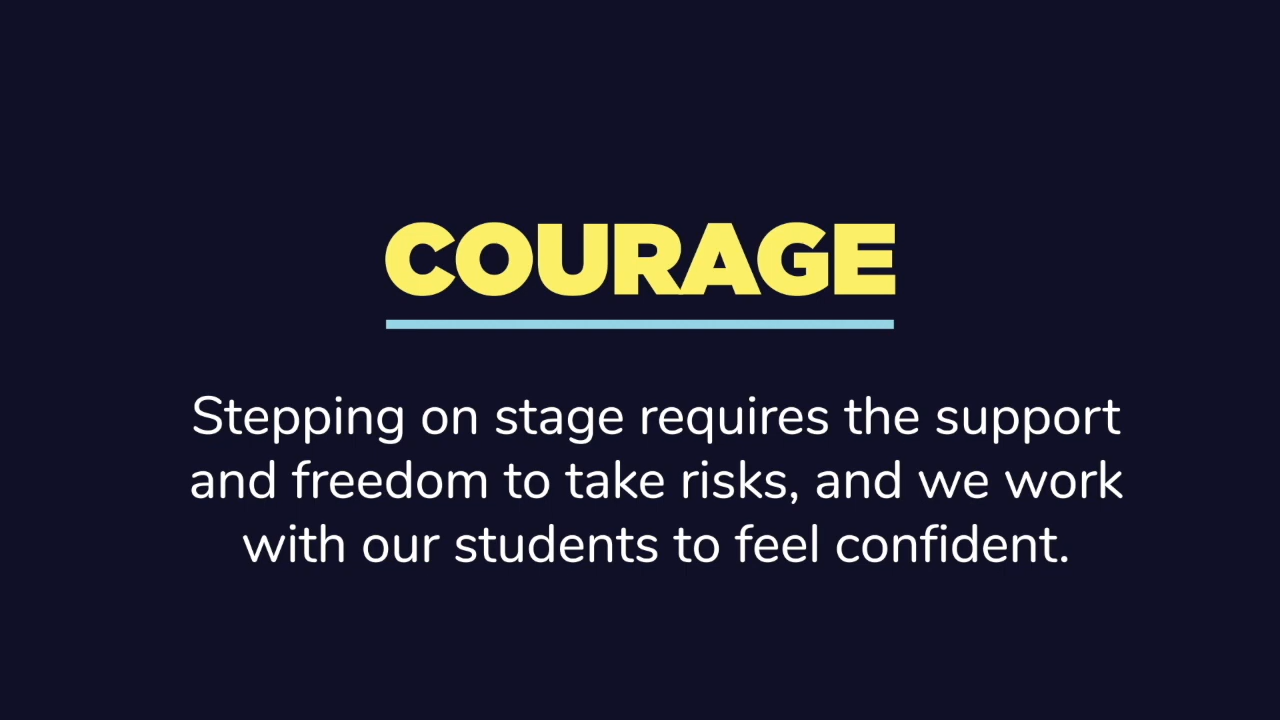 COURAGE
Stepping on stage requires the support
and freedom to take risks, and we work
with our students to feel confident.